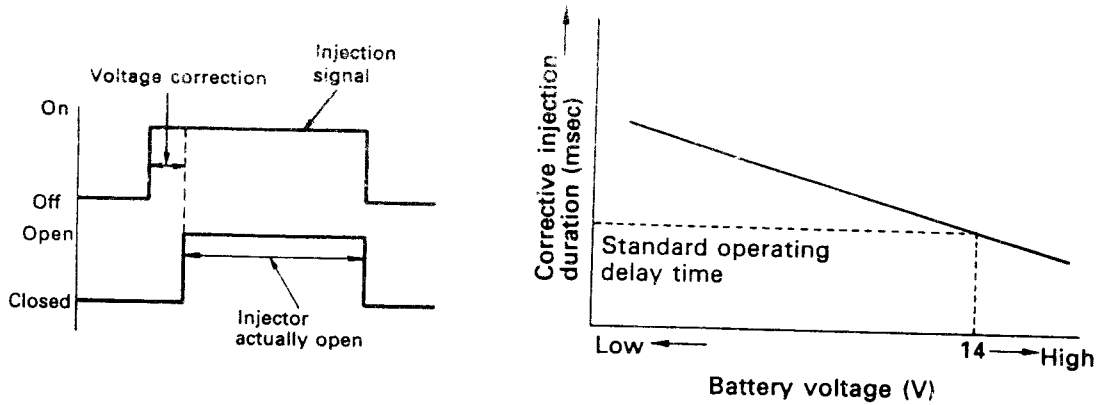 Injection
signal
Voltage correction
On
Off
Open
Closed
Injector
actually open
Corrective injection
duration (msec)
Standard operating
delay time
Low
14
High
Battery voltage (V)